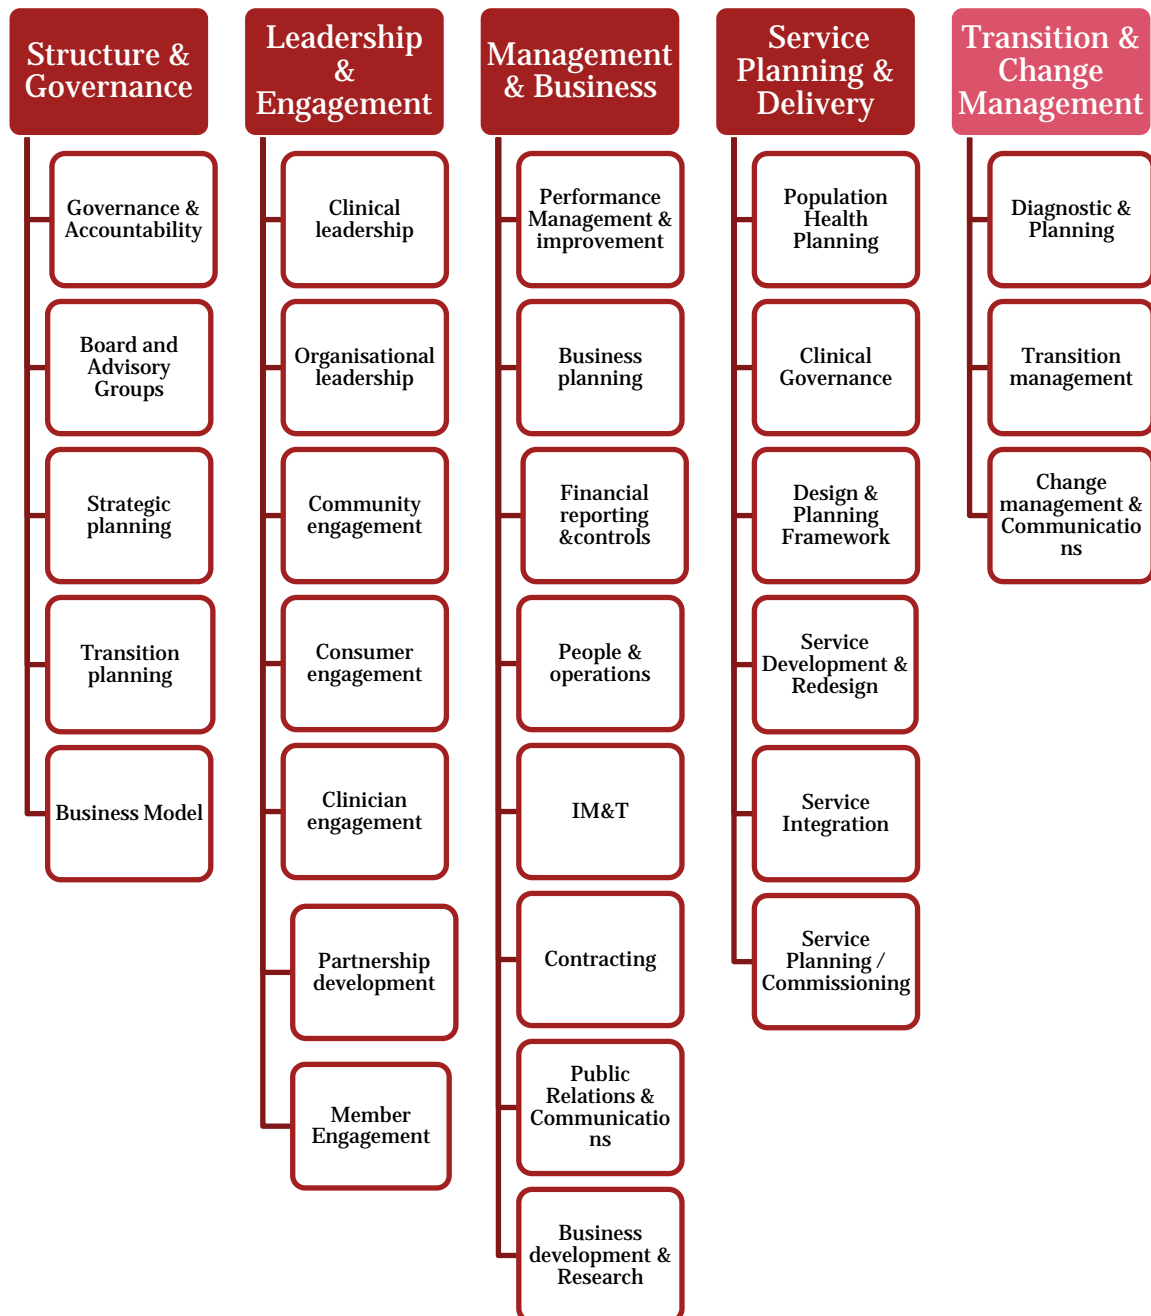 Structure &
Governance
Governance &
Accountability
Board and
Advisory
Groups
Strategic
planning
Transition
planning
Business Model
Leadership
&
Engagement
Clinical
leadership
Organisational
leadership
Community
engagement
Consumer
engagement
Clinician
engagement
Partnership
development
Member
Engagement
Management
& Business
Performance
Management &
improvement
Business
planning
Financial
reporting
&controls
People &
operations
IM&T
Contracting
Public
Relations &
Communicatio
ns
Business
development &
Research
Service
Planning &
Delivery
Population
Health
Planning
Clinical
Governance
Design &
Planning
Framework
Service
Development &
Redesign
Service
Integration
Service
Planning /
Commissioning
Transition &
Change
Management
Diagnostic &
Planning
Transition
management
Change
management &
Communicatio
ns